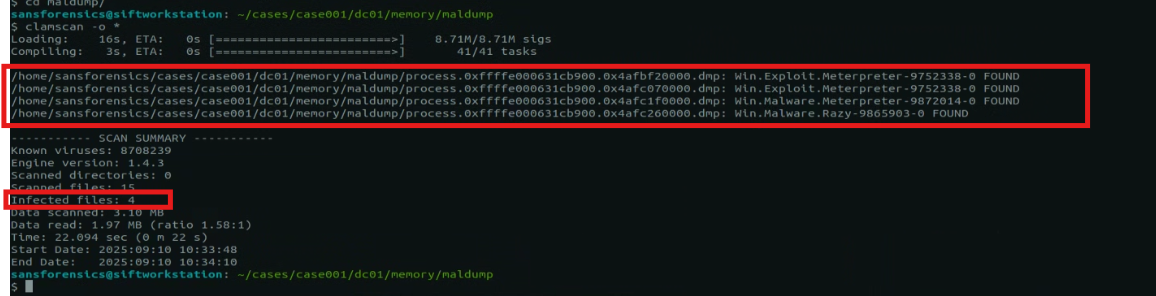 $ cd maldump/
sansforensics@siftworkstation: ~/cases/case001/dc01/memory/maldump
$ clamscan -o *
Loading:    16s, ETA:   0s [========================>]    8.71M/8.71M sigs
Compiling:   3s, ETA:   0s [========================>]       41/41 tasks
/home/sansforensics/cases/case001/dc01/memory/maldump/process.0xffffe000631cb900.0x4afbf20000.dmp: Win.Exploit.Meterpreter-9752338-0 FOUND
/home/sansforensics/cases/case001/dc01/memory/maldump/process.0xffffe000631cb900.0x4afc070000.dmp: Win.Exploit.Meterpreter-9752338-0 FOUND
/home/sansforensics/cases/case001/dc01/memory/maldump/process.0xffffe000631cb900.0x4afc1f0000.dmp: Win.Malware.Meterpreter-9872014-0 FOUND
/home/sansforensics/cases/case001/dc01/memory/maldump/process.0xffffe000631cb900.0x4afc260000.dmp: Win.Malware.Razy-9865903-0 FOUND
----------- SCAN SUMMARY -----------
Known viruses: 8708239
Engine version: 1.4.3
Scanned directories: 0
Scanned files: 15
Infected files: 4
Data scanned: 3.10 MB
Data read: 1.97 MB (ratio 1.58:1)
Time: 22.094 sec (0 m 22 s)
Start Date: 2025:09:10 10:33:48
End Date:   2025:09:10 10:34:10
sansforensics@siftworkstation: ~/cases/case001/dc01/memory/maldump
$